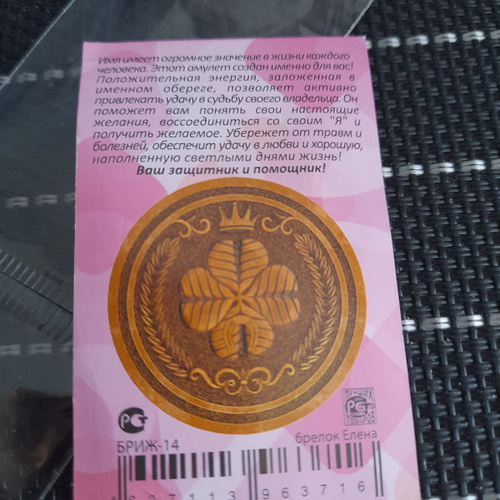 Имя имеет огромное значение в жизни каждого
человека. Этот амулет создан именно для вас!
Положительная энергия, заложенная в
именном обереге, позволяет активно
привлекать удачу в судьбу своего владельца. Он
поможет вам понять свои настоящие
желания, воссоединиться со своим "Я" и
получить желаемое. Убережет от травм и
болезней, обеспечит удачу в любви и хорошую,
наполненную светлыми днями жизнь!
Ваш защитник и помощник!
БРИЖ-14
брелок Елена
963716